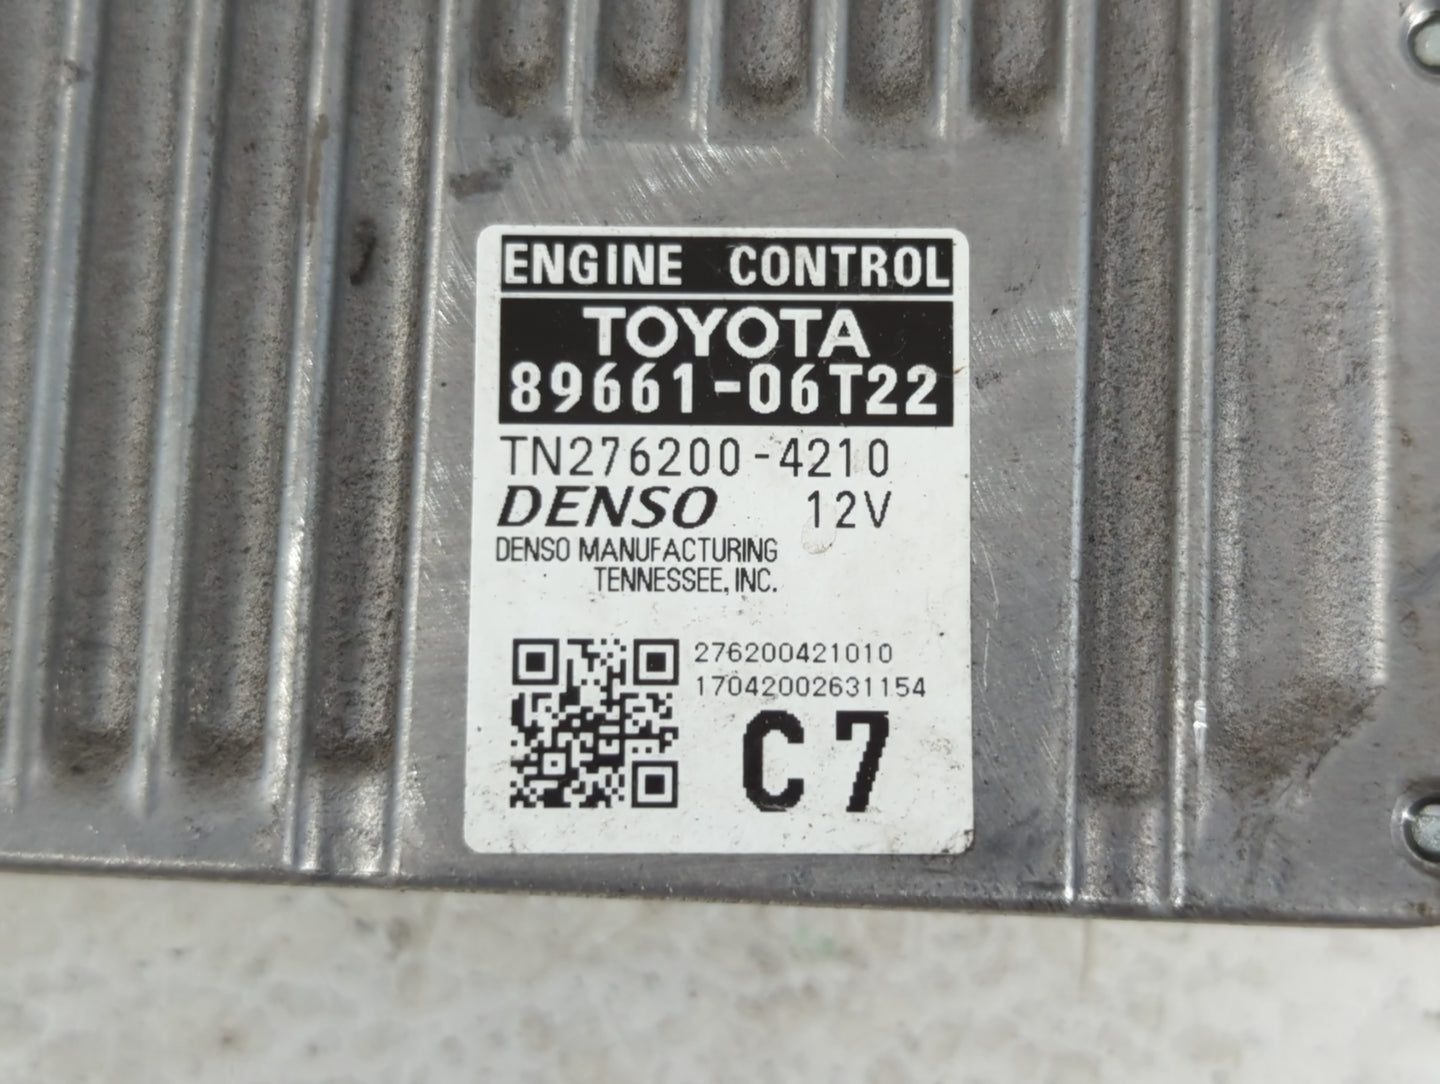 ENGINE CONTROL
TOYOTA
89661-06T22
TN276200-4210
DENSO 12V
DENSO MANUFACTURING
TENNESSEE, INC.
276200421010
17042002631154
C7